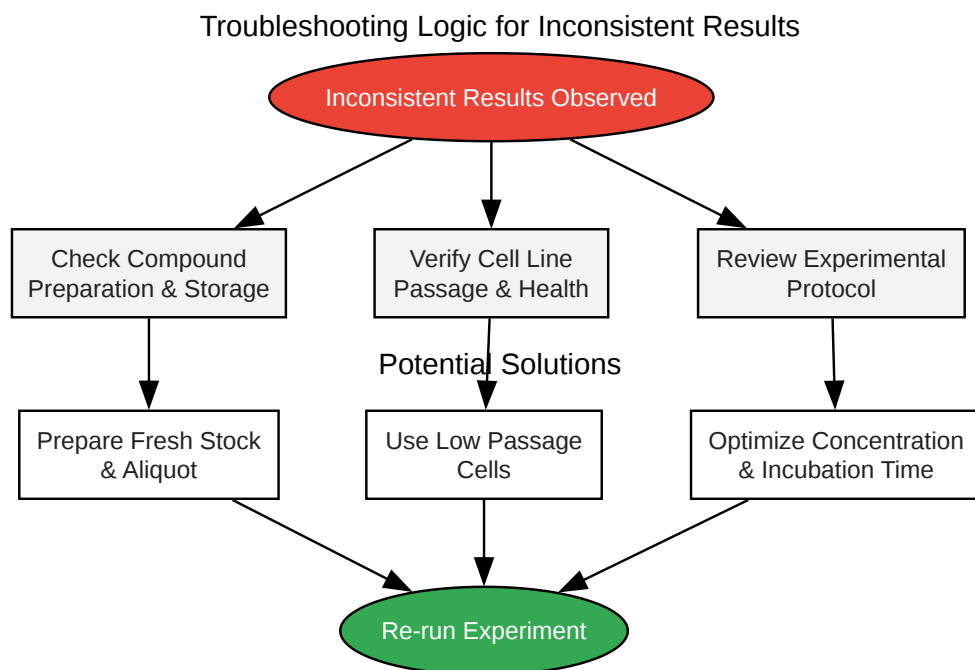 Troubleshooting Logic for Inconsistent Results
Inconsistent Results Observed
Check Compound
Preparation & Storage
Verify Cell Line
Passage & Health
Review Experimental
Protocol
Potential Solutions
Prepare Fresh Stock
& Aliquot
Use Low Passage
Cells
Optimize Concentration
& Incubation Time
Re-run Experiment